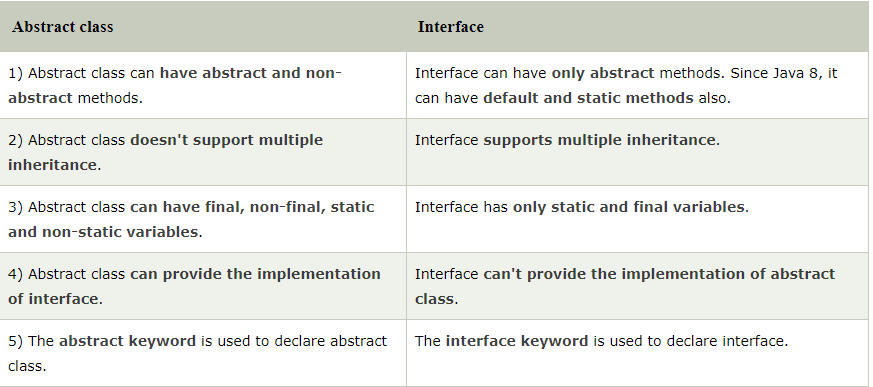 Abstract class
Interface
1) Abstract class can have abstract and non-
abstract methods.
Interface can have only abstract methods. Since Java 8, it
can have default and static methods also.
2) Abstract class doesn't support multiple
inheritance.
Interface supports multiple inheritance.
3) Abstract class can have final, non-final, static
and non-static variables.
Interface has only static and final variables.
4) Abstract class can provide the implementation
of interface.
Interface can't provide the implementation of abstract
class.
5) The abstract keyword is used to declare abstract
class.
The interface keyword is used to declare interface.